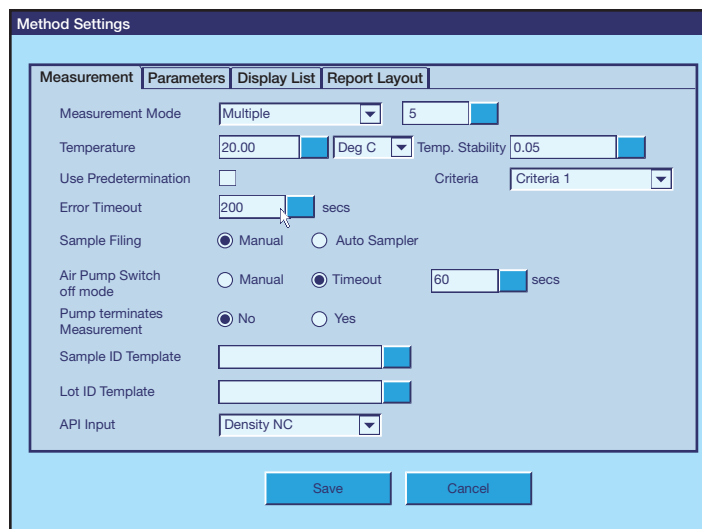 Method Settings
Measurement Parameters Display List Report Layout
Measurement Mode Multiple 5
Temperature 20.00 Deg C Temp. Stability 0.05
Use Predetermination Criteria Criteria 1
Error Timeout 200 secs
Sample Filing Manual Auto Sampler
Air Pump Switch
off mode Manual Timeout 60 secs
Pump terminates
Measurement No Yes
Sample ID Template
Lot ID Template
API Input Density NC
Save Cancel